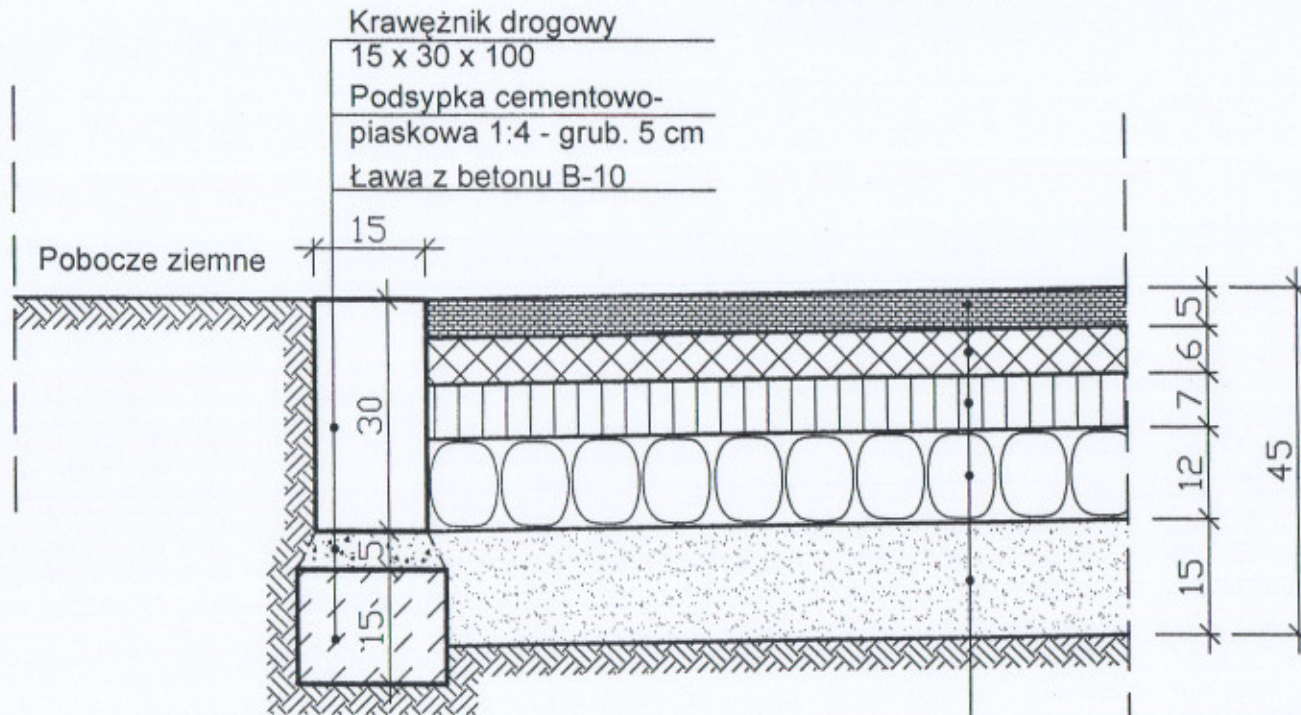 Krawężnik drogowy
15 x 30 x 100
Podsypka cementowo-
piaskowa 1:4 - grub. 5 cm
Ława z betonu B-10
15
Pobocze ziemne
30
5
15
5
6
7
12
15
45